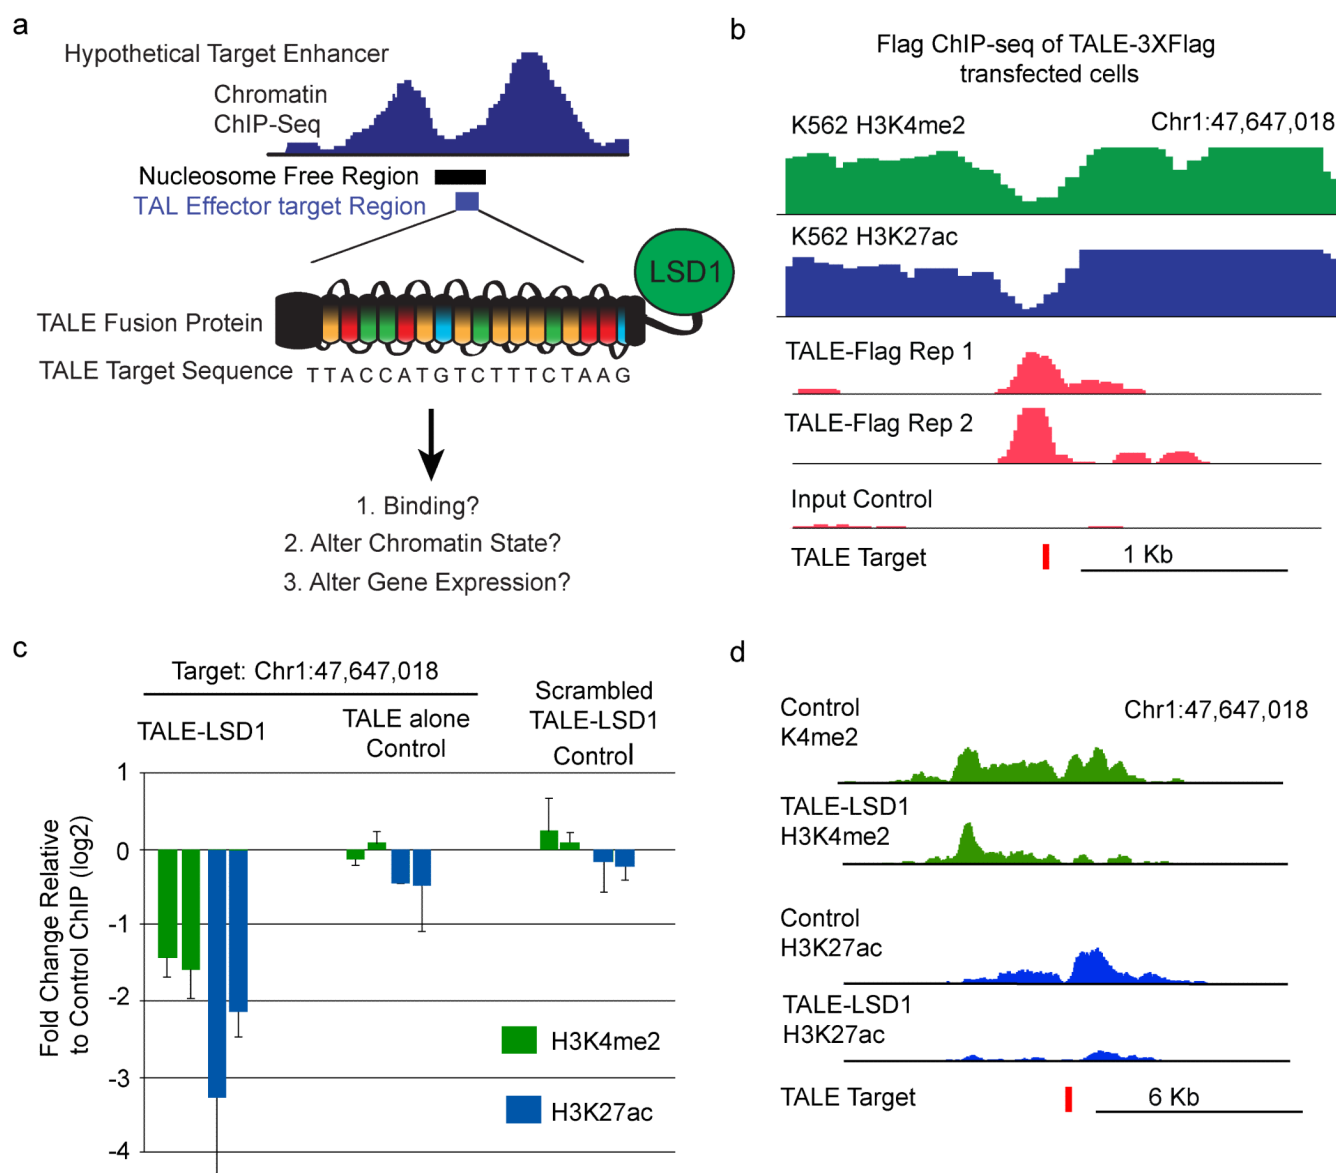 a
Hypothetical Target Enhancer
Chromatin
ChIP-Seq
Nucleosome Free Region
TAL Effector target Region
LSD1
TALE Fusion Protein
TALE Target Sequence
T T A C C A T G T C T T T C T A A G
1. Binding?
2. Alter Chromatin State?
3. Alter Gene Expression?
b
Flag ChIP-seq of TALE-3XFlag
transfected cells
K562 H3K4me2
Chr1:47,647,018
K562 H3K27ac
TALE-Flag Rep 1
TALE-Flag Rep 2
Input Control
TALE Target
1 Kb
c
Target: Chr1:47,647,018
TALE-LSD1
TALE alone
Control
Scrambled
TALE-LSD1
Control
Fold Change Relative
to Control ChIP (log2)
1
0
-1
-2
-3
-4
H3K4me2
H3K27ac
d
Control
K4me2
Chr1:47,647,018
TALE-LSD1
H3K4me2
Control
H3K27ac
TALE-LSD1
H3K27ac
TALE Target
6 Kb